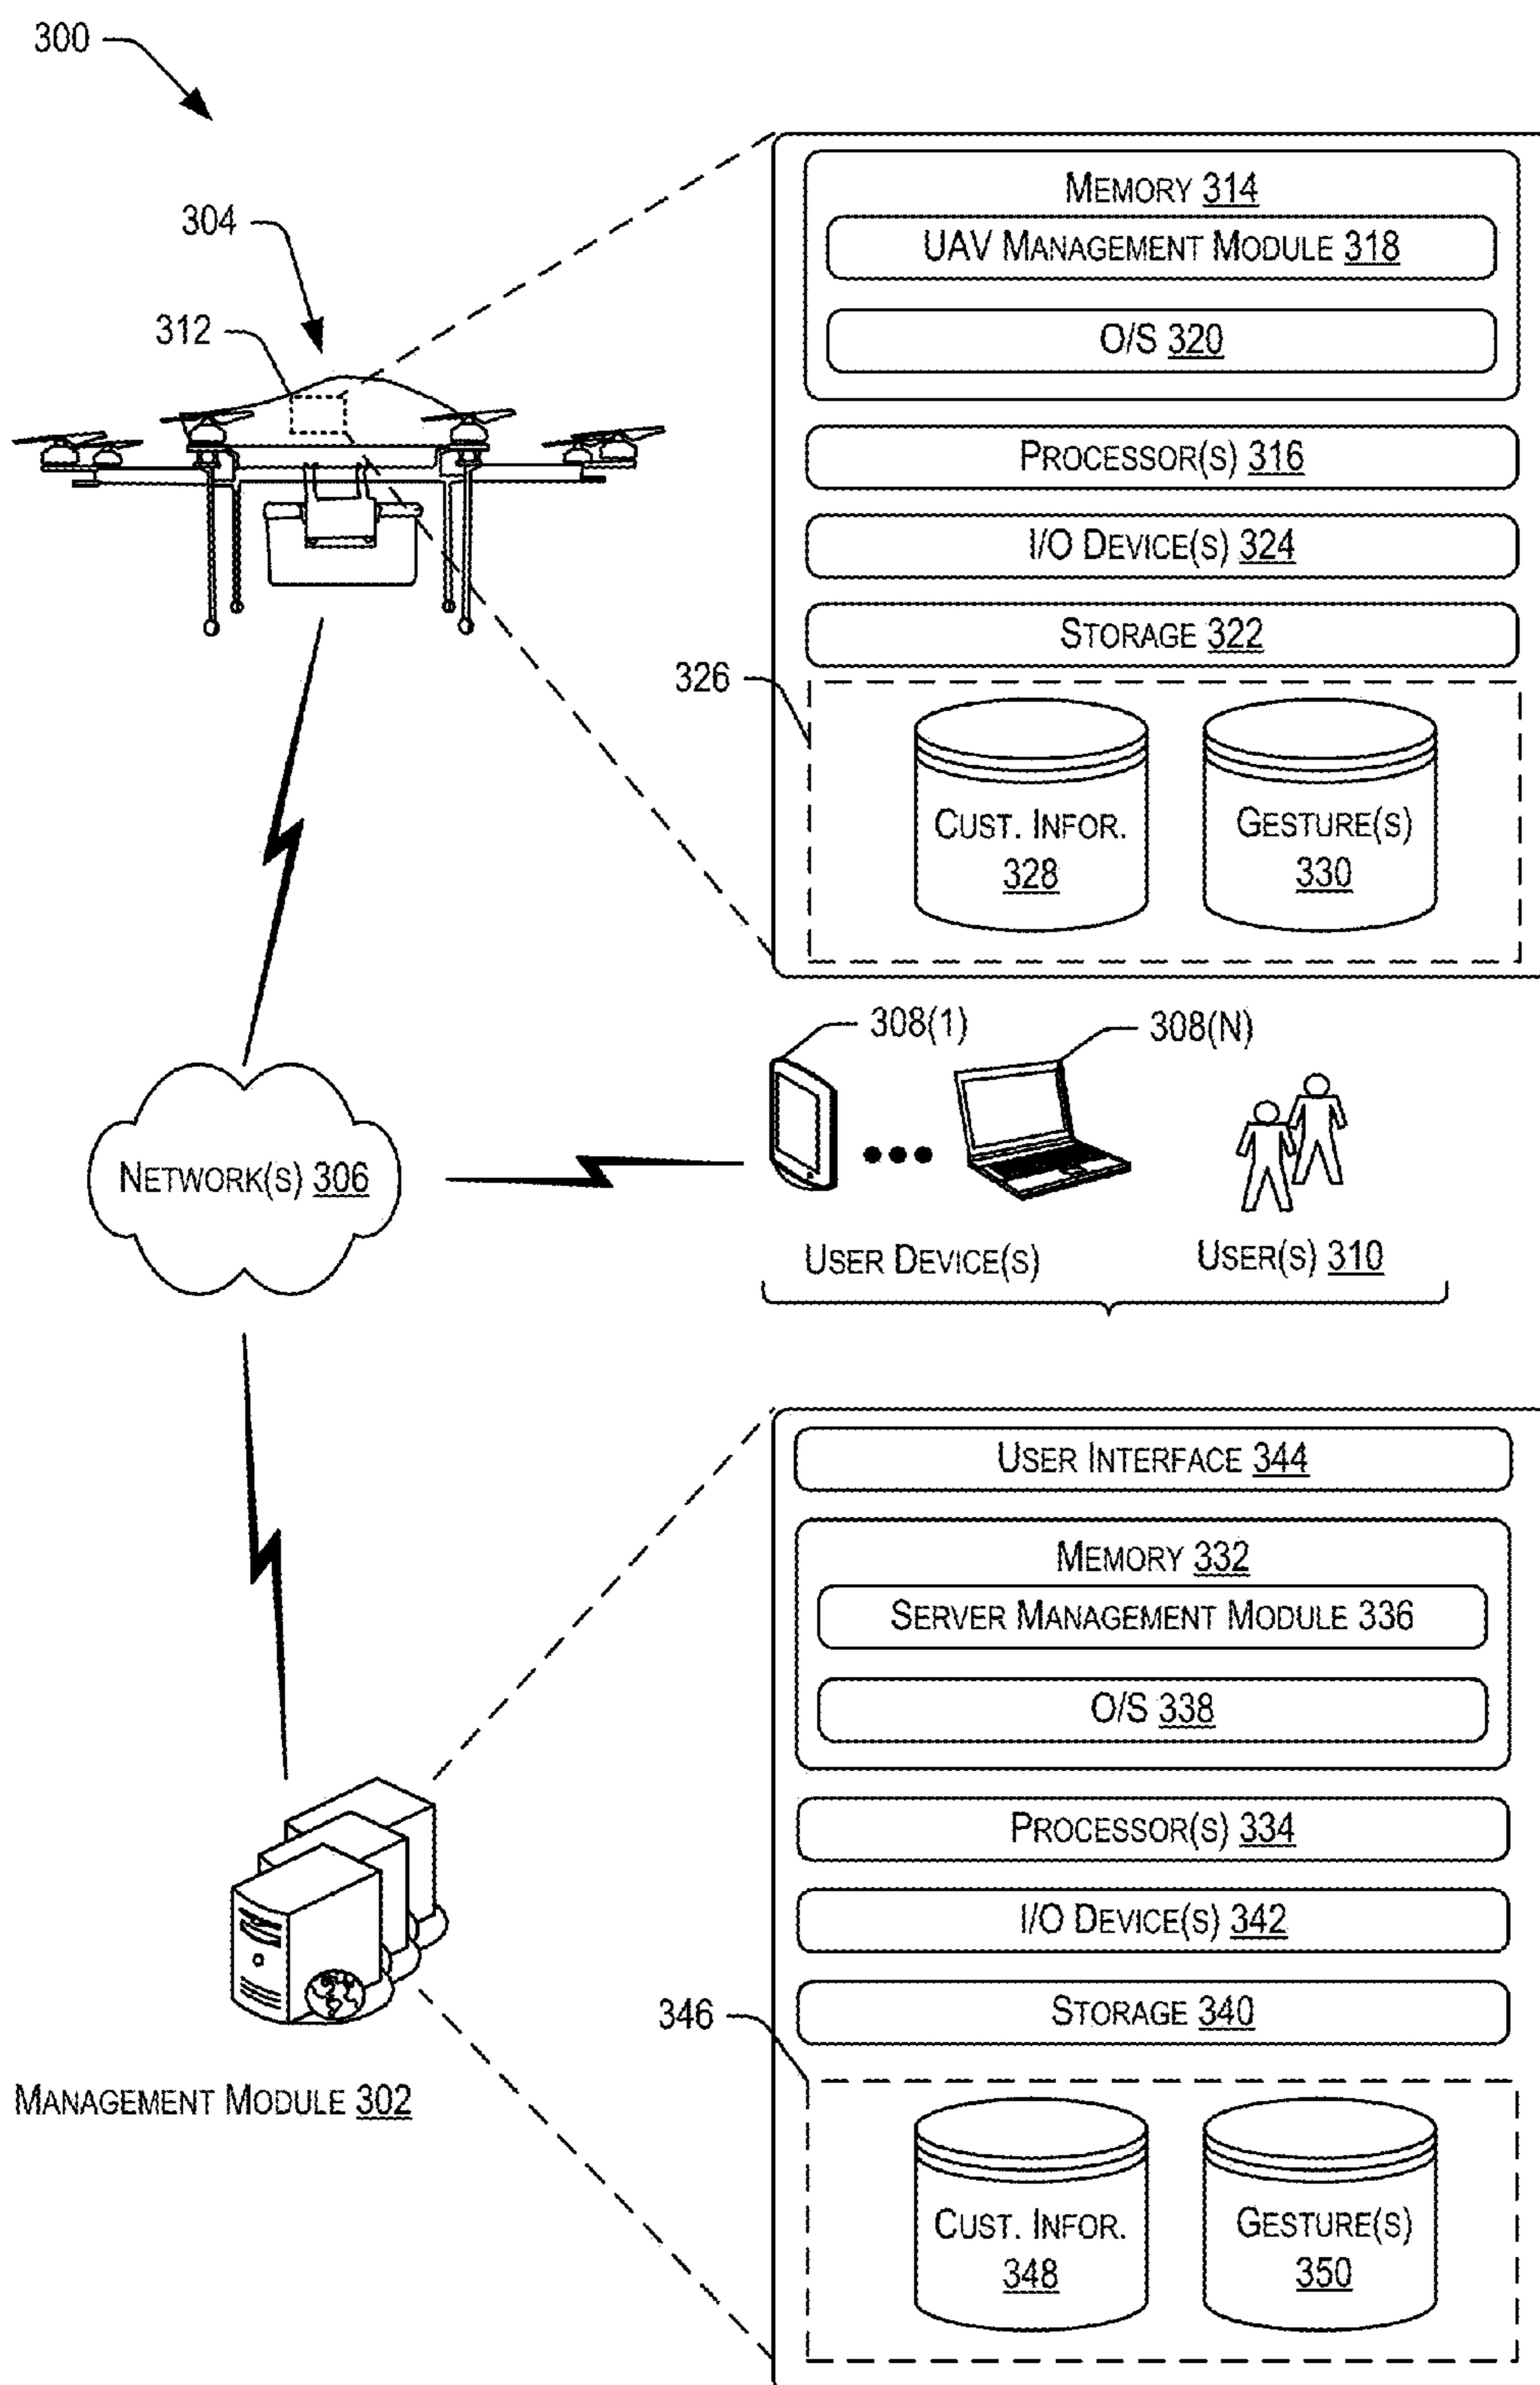 300
304
312
MEMORY 314
UAV MANAGEMENT MODULE 318
O/S 320
PROCESSOR(S) 316
I/O DEVICE(S) 324
STORAGE 322
326
CUST. INFOR.
328
GESTURE(S)
330
308(1)
308(N)
NETWORK(S) 306
USER DEVICE(S)
USER(S) 310
USER INTERFACE 344
MEMORY 332
SERVER MANAGEMENT MODULE 336
O/S 338
PROCESSOR(S) 334
I/O DEVICE(S) 342
STORAGE 340
346
MANAGEMENT MODULE 302
CUST. INFOR.
348
GESTURE(S)
350